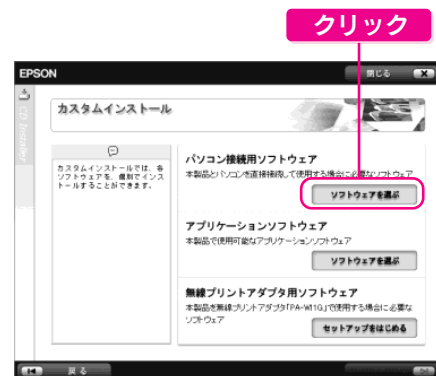 クリック
EPSON
閉じる
CD Installer
カスタムインストール
カスタムインストールでは、各
ソフトウェアを、個別でインス
トールすることができます。
パソコン接続用ソフトウェア
本製品とパソコンを直接接続して使用する場合に必要なソフトウェア
ソフトウェアを選ぶ
アプリケーションソフトウェア
本製品で使用可能なアプリケーションソフトウェア
ソフトウェアを選ぶ
無線プリントアダプタ用ソフトウェア
本製品を無線プリントアダプタ「PA-W11G」で使用する場合に必要な
ソフトウェア
セットアップをはじめる
戻る